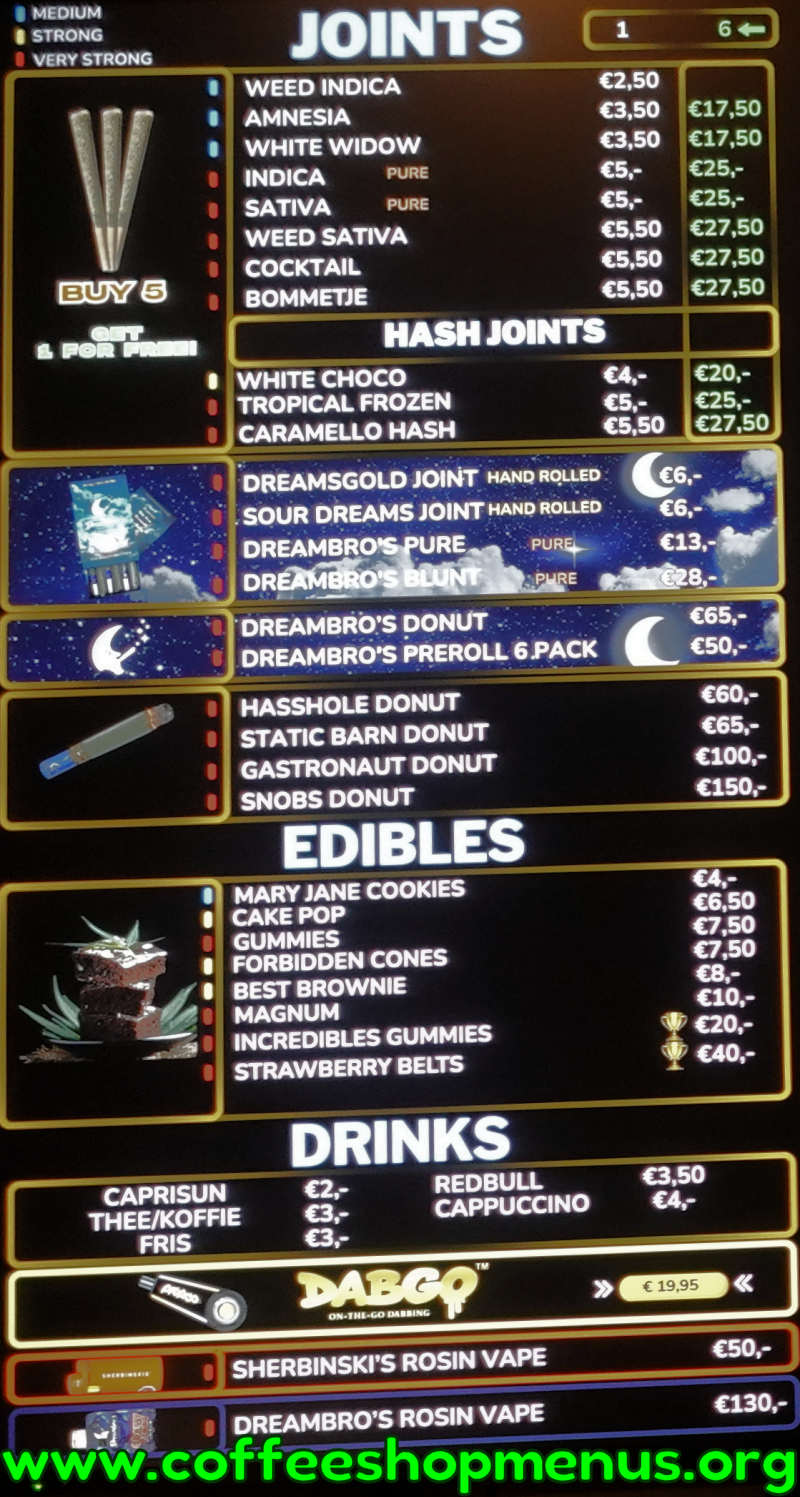 MEDIUM
STRONG
VERY STRONG
JOINTS
1 6
WEED INDICA €2,50
AMNESIA €3,50 €17,50
WHITE WIDOW €3,50 €17,50
INDICA PURE €5,- €25,-
SATIVA PURE €5,- €25,-
WEED SATIVA €5,50 €27,50
COCKTAIL €5,50 €27,50
BOMMETJE €5,50 €27,50
BUY 5
GET
1 FOR FREE!
HASH JOINTS
WHITE CHOCO €4,- €20,-
TROPICAL FROZEN €5,- €25,-
CARAMELLO HASH €5,50 €27,50
DREAMSGOLD JOINT HAND ROLLED €6,-
SOUR DREAMS JOINT HAND ROLLED €6,-
DREAMBRO'S PURE PURE €13,-
DREAMBRO'S BLUNT PURE €28,-
DREAMBRO'S DONUT €65,-
DREAMBRO'S PREROLL 6.PACK €50,-
HASSHOLE DONUT €60,-
STATIC BARN DONUT €65,-
GASTRONAUT DONUT €100,-
SNOBS DONUT €150,-
EDIBLES
MARY JANE COOKIES €4,-
CAKE POP €6,50
GUMMIES €7,50
FORBIDDEN CONES €7,50
BEST BROWNIE €8,-
MAGNUM €10,-
INCREDIBLES GUMMIES €20,-
STRAWBERRY BELTS €40,-
DRINKS
CAPRISUN €2,- REDBULL €3,50
THEE/KOFFIE €3,- CAPPUCCINO €4,-
FRIS €3,-
DABGO DABGO™ € 19,95
ON-THE-GO DABBING
SHERBINSKIS SHERBINSKI'S ROSIN VAPE €50,-
DREAMBRO'S ROSIN VAPE €130,-
www.coffeeshopmenus.org